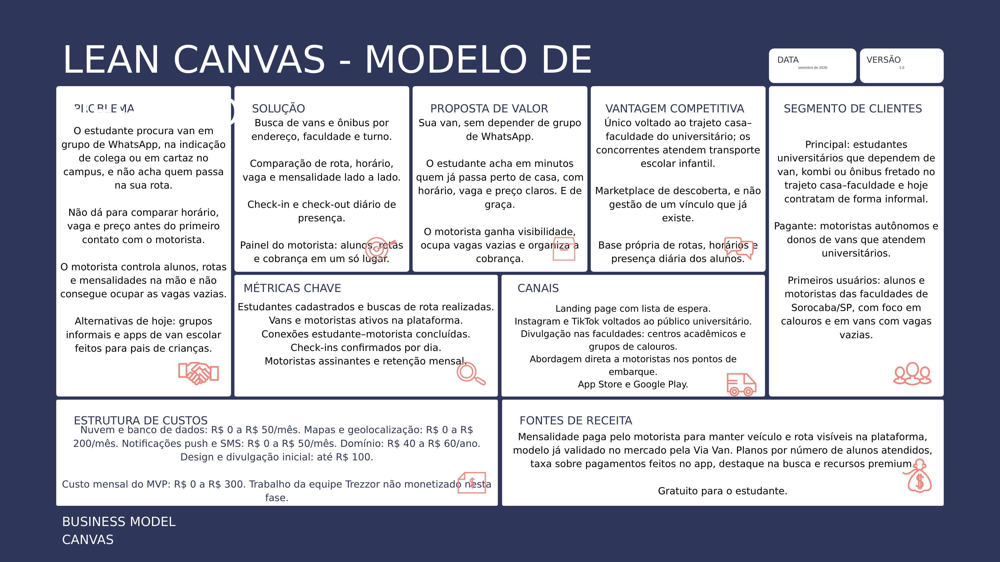 LEAN CANVAS - MODELO DE
DATA
setembro de 2026
VERSÃO
1.0
PROBLEMA
O estudante procura van em
grupo de WhatsApp, na indicação
de colega ou em cartaz no
campus, e não acha quem passa
na sua rota.
Não dá para comparar horário,
vaga e preço antes do primeiro
contato com o motorista.
O motorista controla alunos, rotas
e mensalidades na mão e não
consegue ocupar as vagas vazias.
Alternativas de hoje: grupos
informais e apps de van escolar
feitos para pais de crianças.
SOLUÇÃO
Busca de vans e ônibus por
endereço, faculdade e turno.
Comparação de rota, horário,
vaga e mensalidade lado a lado.
Check-in e check-out diário de
presença.
Painel do motorista: alunos, rotas
e cobrança em um só lugar.
PROPOSTA DE VALOR
Sua van, sem depender de grupo
de WhatsApp.
O estudante acha em minutos
quem já passa perto de casa, com
horário, vaga e preço claros. E de
graça.
O motorista ganha visibilidade,
ocupa vagas vazias e organiza a
cobrança.
VANTAGEM COMPETITIVA
Único voltado ao trajeto casa–
faculdade do universitário; os
concorrentes atendem transporte
escolar infantil.
Marketplace de descoberta, e não
gestão de um vínculo que já
existe.
Base própria de rotas, horários e
presença diária dos alunos.
SEGMENTO DE CLIENTES
Principal: estudantes
universitários que dependem de
van, kombi ou ônibus fretado no
trajeto casa–faculdade e hoje
contratam de forma informal.
Pagante: motoristas autônomos e
donos de vans que atendem
universitários.
Primeiros usuários: alunos e
motoristas das faculdades de
Sorocaba/SP, com foco em
calouros e em vans com vagas
vazias.
MÉTRICAS CHAVE
Estudantes cadastrados e buscas de rota realizadas.
Vans e motoristas ativos na plataforma.
Conexões estudante–motorista concluídas.
Check-ins confirmados por dia.
Motoristas assinantes e retenção mensal.
CANAIS
Landing page com lista de espera.
Instagram e TikTok voltados ao público universitário.
Divulgação nas faculdades: centros acadêmicos e
grupos de calouros.
Abordagem direta a motoristas nos pontos de
embarque.
App Store e Google Play.
ESTRUTURA DE CUSTOS
Nuvem e banco de dados: R$ 0 a R$ 50/mês. Mapas e geolocalização: R$ 0 a R$
200/mês. Notificações push e SMS: R$ 0 a R$ 50/mês. Domínio: R$ 40 a R$ 60/ano.
Design e divulgação inicial: até R$ 100.
Custo mensal do MVP: R$ 0 a R$ 300. Trabalho da equipe Trezzor não monetizado nesta
fase.
FONTES DE RECEITA
Mensalidade paga pelo motorista para manter veículo e rota visíveis na plataforma,
modelo já validado no mercado pela Via Van. Planos por número de alunos atendidos,
taxa sobre pagamentos feitos no app, destaque na busca e recursos premium.
Gratuito para o estudante.
BUSINESS MODEL
CANVAS